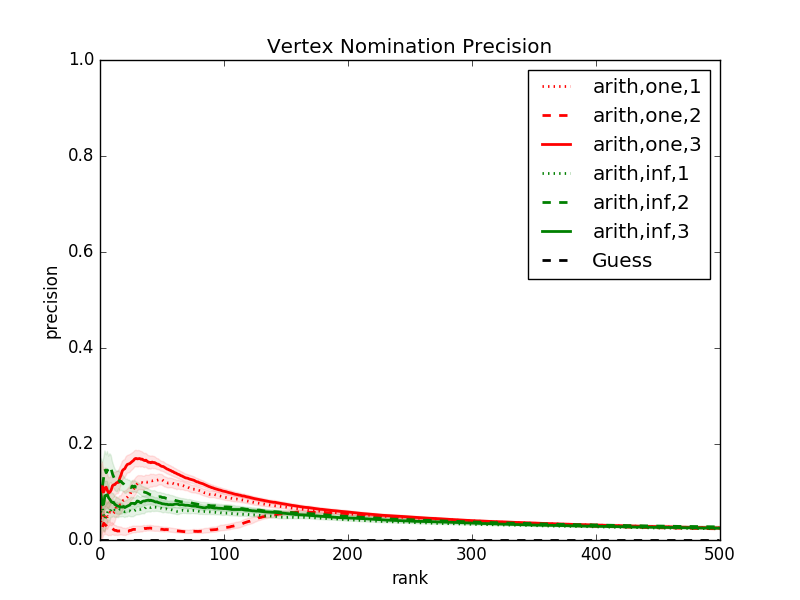 Vertex Nomination Precision
1.0
0.8
0.6
0.4
0.2
0.0
precision
arith,one,1
arith,one,2
arith,one,3
arith,inf,1
arith,inf,2
arith,inf,3
Guess
0 100 200 300 400 500
rank